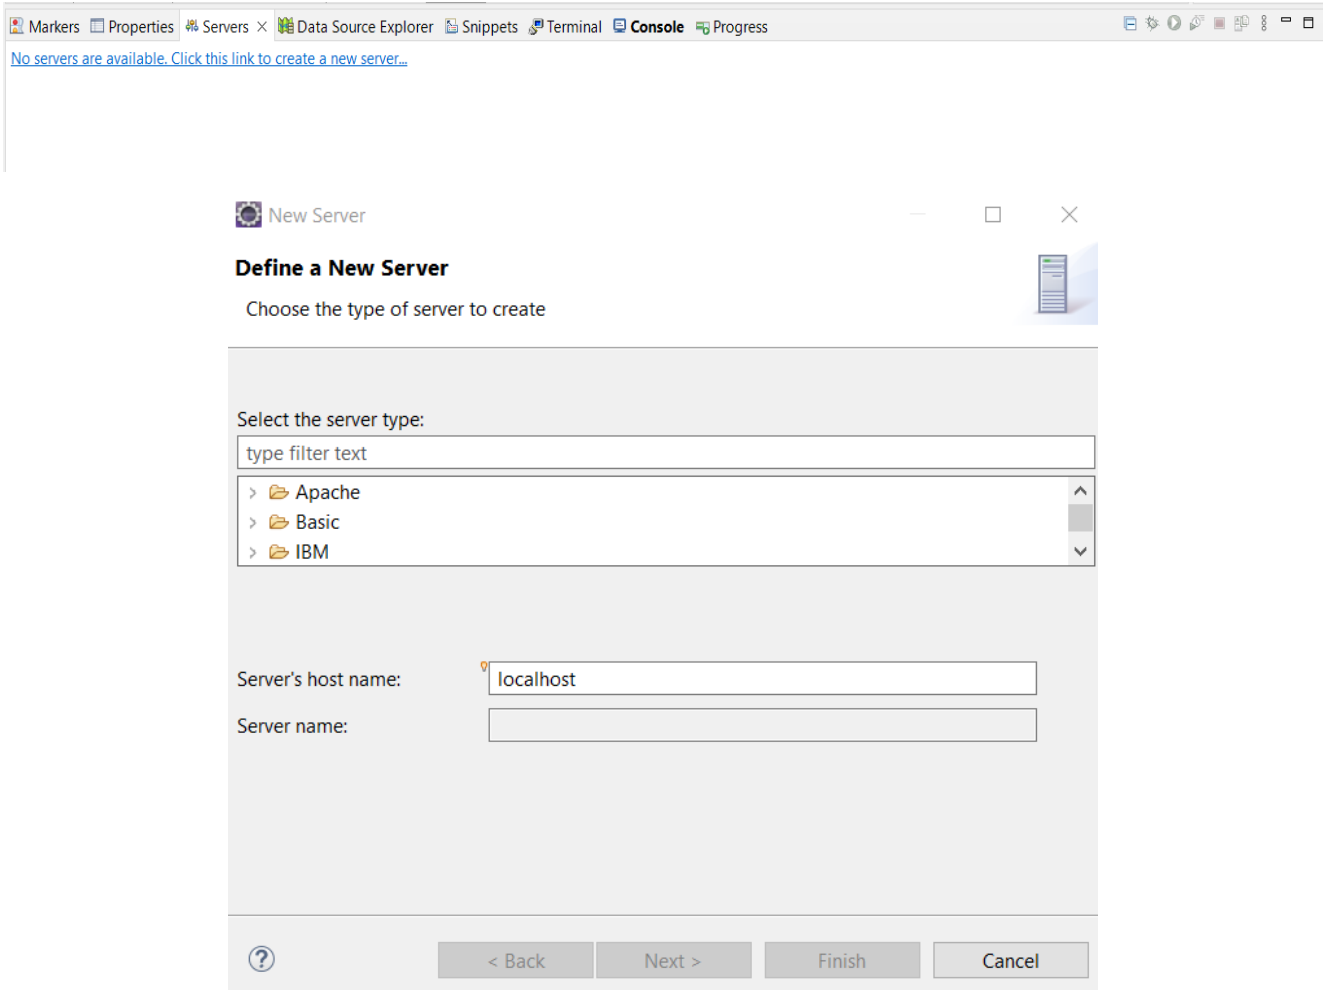 Markers Properties Servers Data Source Explorer Snippets Terminal Console Progress
No servers are available. Click this link to create a new server...
New Server
Define a New Server
Choose the type of server to create
Select the server type:
type filter text
Apache
Basic
IBM
Server's host name: localhost
Server name:
< Back Next > Finish Cancel